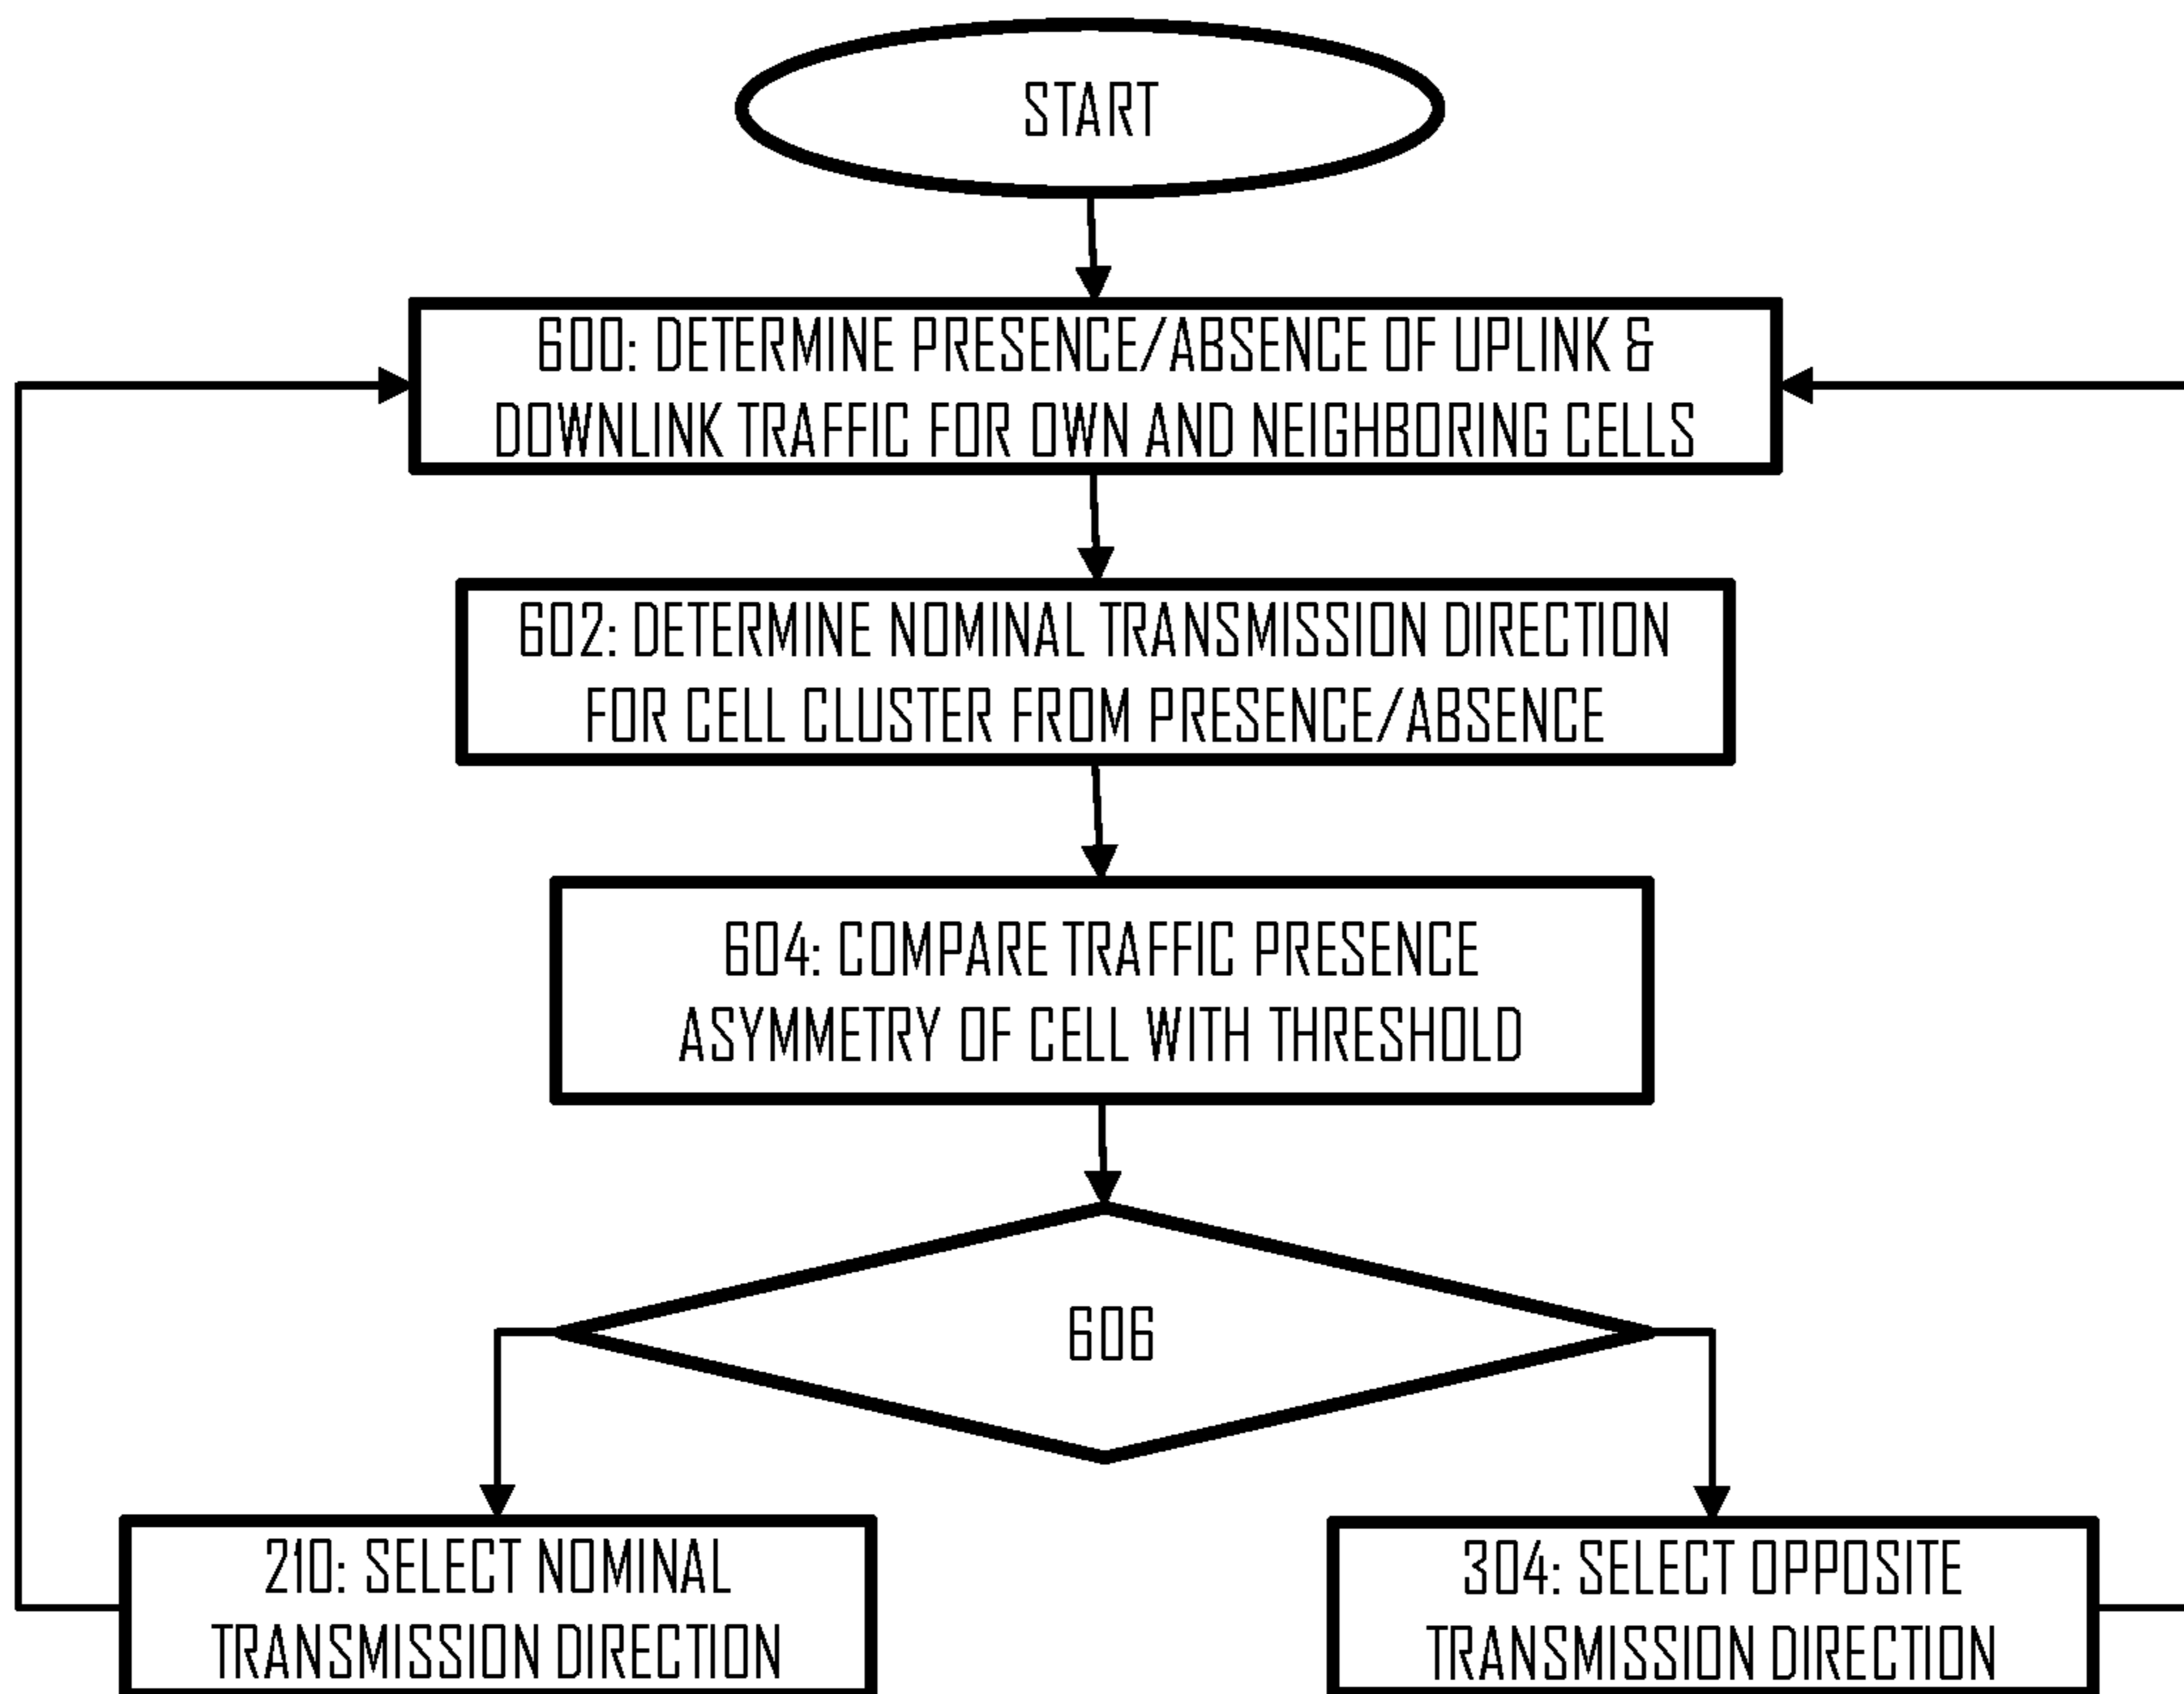 START
600: DETERMINE PRESENCE/ABSENCE OF UPLINK &
DOWNLINK TRAFFIC FOR OWN AND NEIGHBORING CELLS
602: DETERMINE NOMINAL TRANSMISSION DIRECTION
FOR CELL CLUSTER FROM PRESENCE/ABSENCE
604: COMPARE TRAFFIC PRESENCE
ASYMMETRY OF CELL WITH THRESHOLD
606
210: SELECT NOMINAL
TRANSMISSION DIRECTION
304: SELECT OPPOSITE
TRANSMISSION DIRECTION